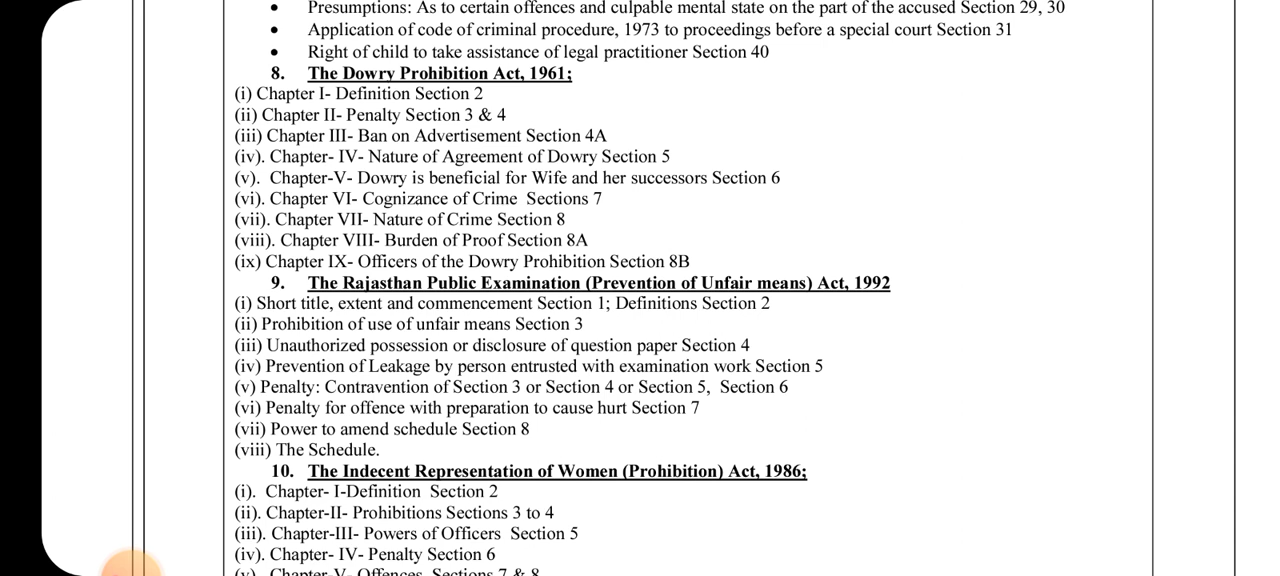 • Presumptions: As to certain offences and culpable mental state on the part of the accused Section 29, 30
• Application of code of criminal procedure, 1973 to proceedings before a special court Section 31
• Right of child to take assistance of legal practitioner Section 40
8. The Dowry Prohibition Act, 1961;
(i) Chapter I- Definition Section 2
(ii) Chapter II- Penalty Section 3 & 4
(iii) Chapter III- Ban on Advertisement Section 4A
(iv). Chapter- IV- Nature of Agreement of Dowry Section 5
(v). Chapter-V- Dowry is beneficial for Wife and her successors Section 6
(vi). Chapter VI- Cognizance of Crime Sections 7
(vii). Chapter VII- Nature of Crime Section 8
(viii). Chapter VIII- Burden of Proof Section 8A
(ix) Chapter IX- Officers of the Dowry Prohibition Section 8B
9. The Rajasthan Public Examination (Prevention of Unfair means) Act, 1992
(i) Short title, extent and commencement Section 1; Definitions Section 2
(ii) Prohibition of use of unfair means Section 3
(iii) Unauthorized possession or disclosure of question paper Section 4
(iv) Prevention of Leakage by person entrusted with examination work Section 5
(v) Penalty: Contravention of Section 3 or Section 4 or Section 5, Section 6
(vi) Penalty for offence with preparation to cause hurt Section 7
(vii) Power to amend schedule Section 8
(viii) The Schedule.
10. The Indecent Representation of Women (Prohibition) Act, 1986;
(i). Chapter- I-Definition Section 2
(ii). Chapter-II- Prohibitions Sections 3 to 4
(iii). Chapter-III- Powers of Officers Section 5
(iv). Chapter- IV- Penalty Section 6
(v). Chapter-V- Offences Sections 7 & 8